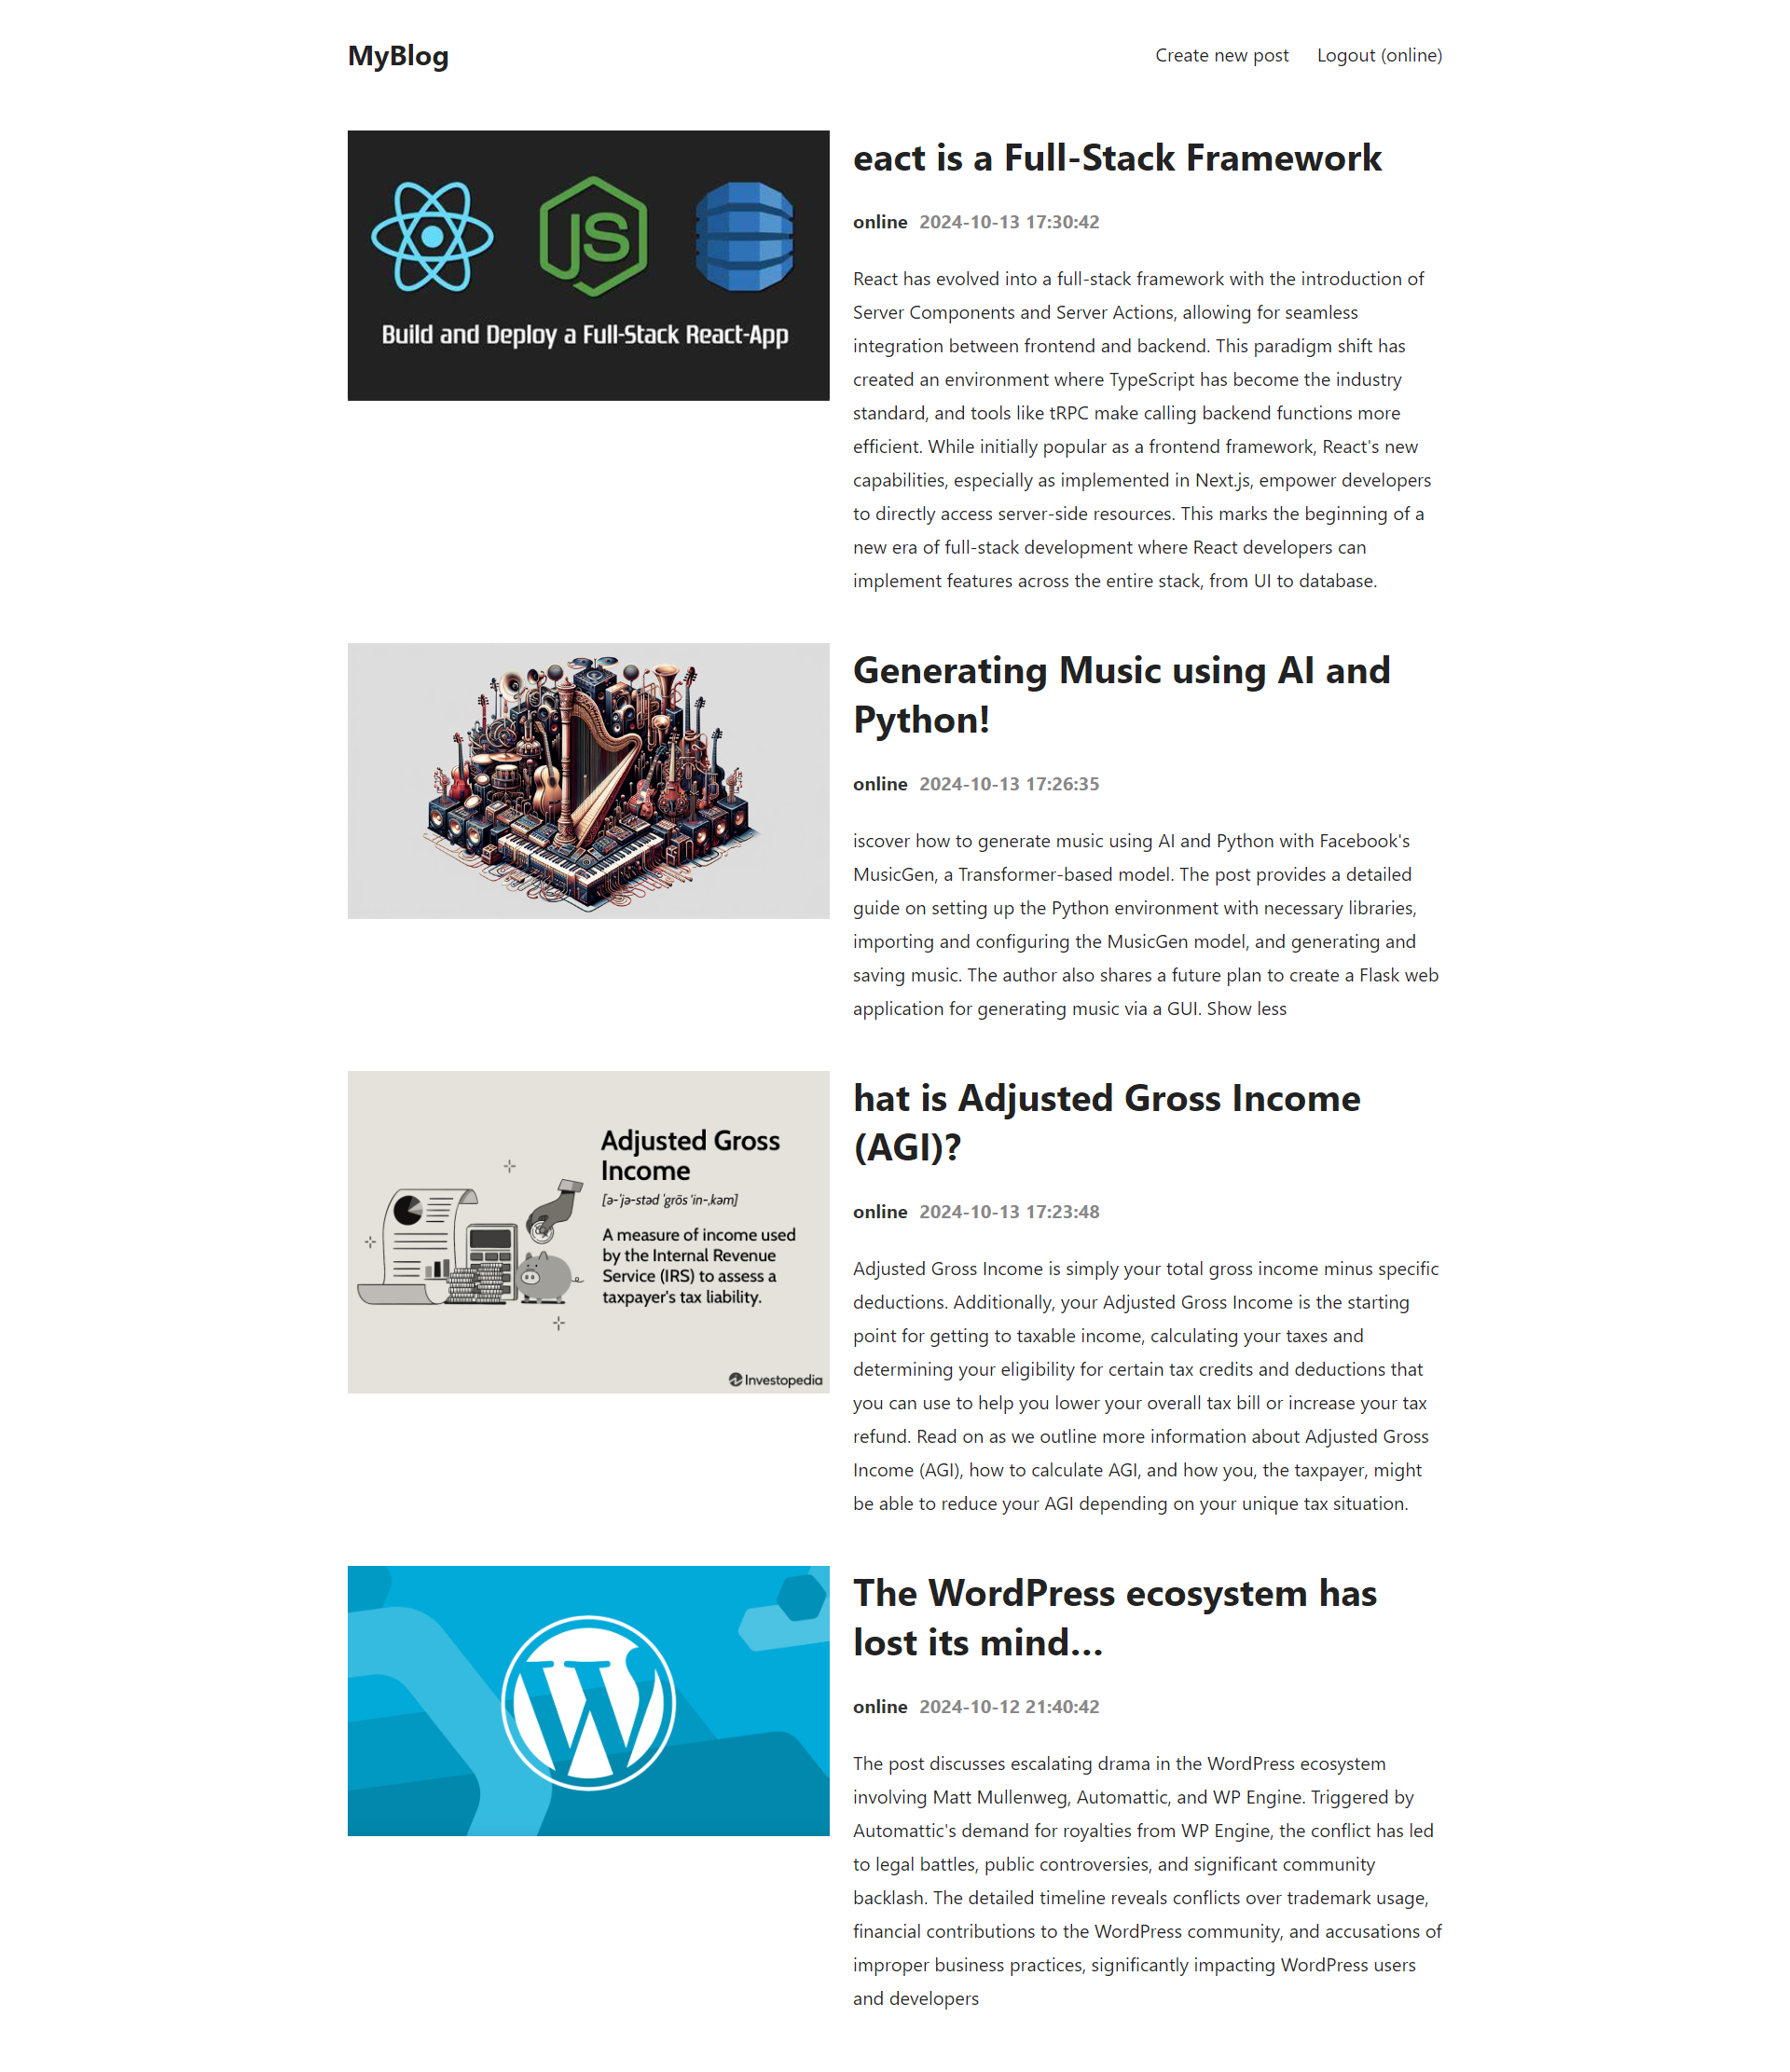 MyBlog
Create new post
Logout (online)
JS
Build and Deploy a Full-Stack React-App
eact is a Full-Stack Framework
online 2024-10-13 17:30:42
React has evolved into a full-stack framework with the introduction of
Server Components and Server Actions, allowing for seamless
integration between frontend and backend. This paradigm shift has
created an environment where TypeScript has become the industry
standard, and tools like tRPC make calling backend functions more
efficient. While initially popular as a frontend framework, React's new
capabilities, especially as implemented in Next.js, empower developers
to directly access server-side resources. This marks the beginning of a
new era of full-stack development where React developers can
implement features across the entire stack, from UI to database.
Generating Music using AI and
Python!
online 2024-10-13 17:26:35
iscover how to generate music using AI and Python with Facebook's
MusicGen, a Transformer-based model. The post provides a detailed
guide on setting up the Python environment with necessary libraries,
importing and configuring the MusicGen model, and generating and
saving music. The author also shares a future plan to create a Flask web
application for generating music via a GUI. Show less
Adjusted Gross
Income
[ə-ˈjə-stəd ˈgrōs ˈin-ˌkəm]
A measure of income used
by the Internal Revenue
Service (IRS) to assess a
taxpayer's tax liability.
Investopedia
hat is Adjusted Gross Income
(AGI)?
online 2024-10-13 17:23:48
Adjusted Gross Income is simply your total gross income minus specific
deductions. Additionally, your Adjusted Gross Income is the starting
point for getting to taxable income, calculating your taxes and
determining your eligibility for certain tax credits and deductions that
you can use to help you lower your overall tax bill or increase your tax
refund. Read on as we outline more information about Adjusted Gross
Income (AGI), how to calculate AGI, and how you, the taxpayer, might
be able to reduce your AGI depending on your unique tax situation.
W
The WordPress ecosystem has
lost its mind...
online 2024-10-12 21:40:42
The post discusses escalating drama in the WordPress ecosystem
involving Matt Mullenweg, Automattic, and WP Engine. Triggered by
Automattic's demand for royalties from WP Engine, the conflict has led
to legal battles, public controversies, and significant community
backlash. The detailed timeline reveals conflicts over trademark usage,
financial contributions to the WordPress community, and accusations of
improper business practices, significantly impacting WordPress users
and developers